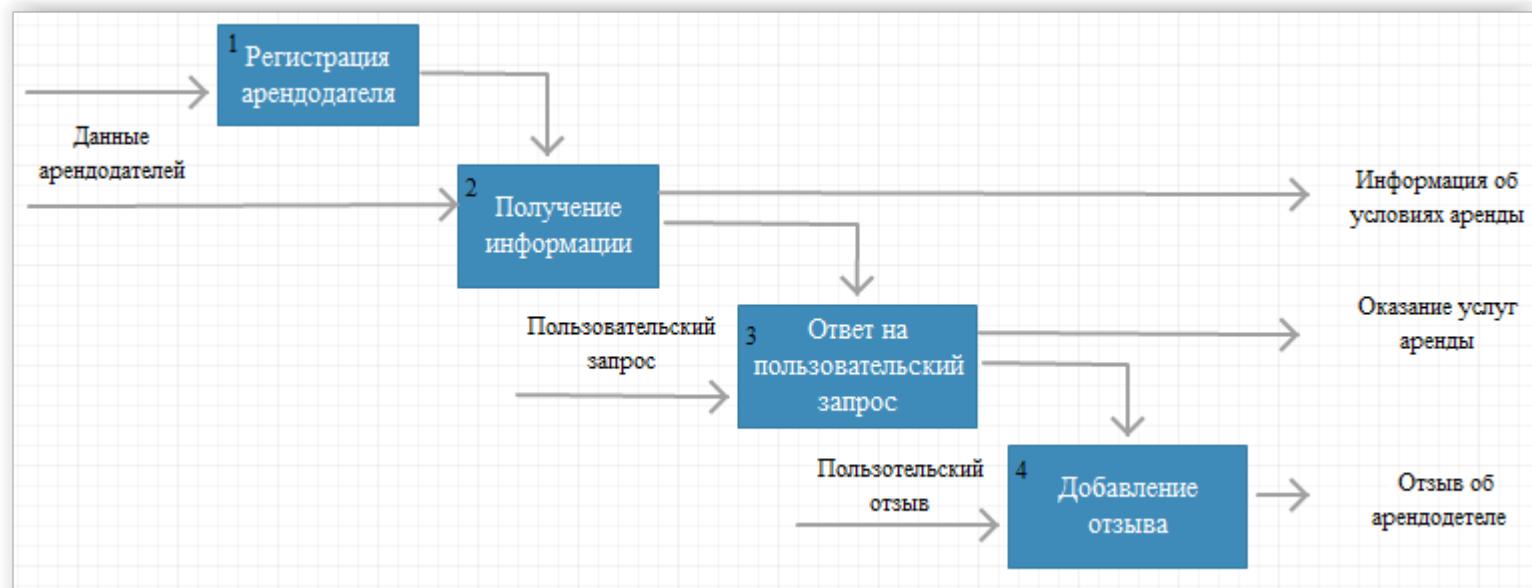 1
Регистрация
арендодателя
Данные
арендодателей
2
Получение
информации
Информация об
условиях аренды
Пользовательский
запрос
3
Ответ на
пользовательский
запрос
Оказание услуг
аренды
Пользотельский
отзыв
4
Добавление
отзыва
Отзыв об
арендодетеле